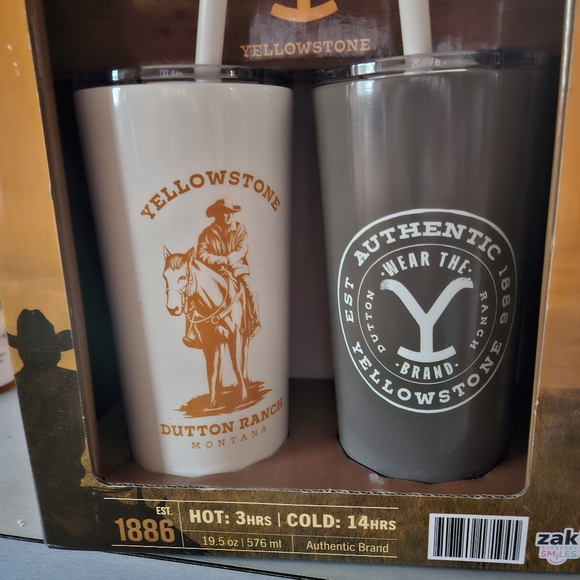 YELLOWSTONE
YELLOWSTONE
DUTTON RANCH
MONTANA
EST AUTHENTIC 1886
·WEAR THE·
DUTTON
Y
RANCH
·BRAND·
YELLOWSTONE
EST.
1886
HOT: 3HRS | COLD: 14HRS
19.5 oz | 576 ml | Authentic Brand
zak
SMILES